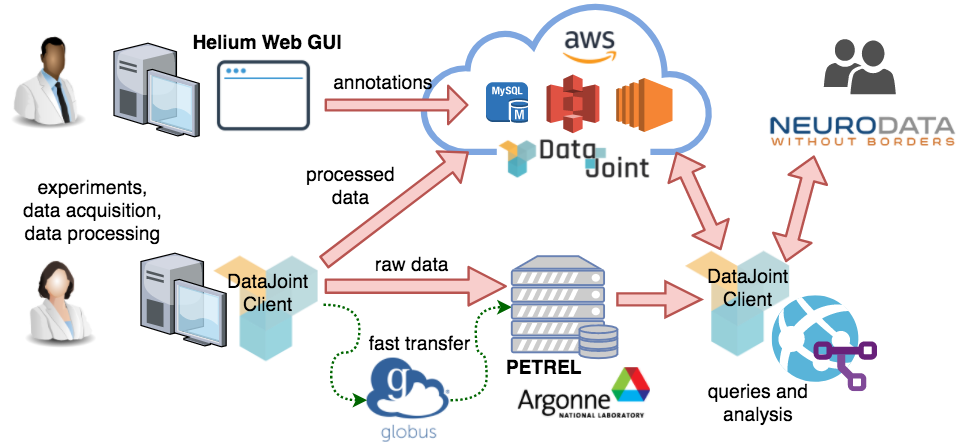 Helium Web GUI
annotations
aws
MySQL
M
Data
Joint
NEURODATA
WITHOUT BORDERS
experiments,
data acquisition,
data processing
processed
data
DataJoint
Client
raw data
fast transfer
g
globus
PETREL
Argonne
NATIONAL LABORATORY
DataJoint
Client
queries and
analysis